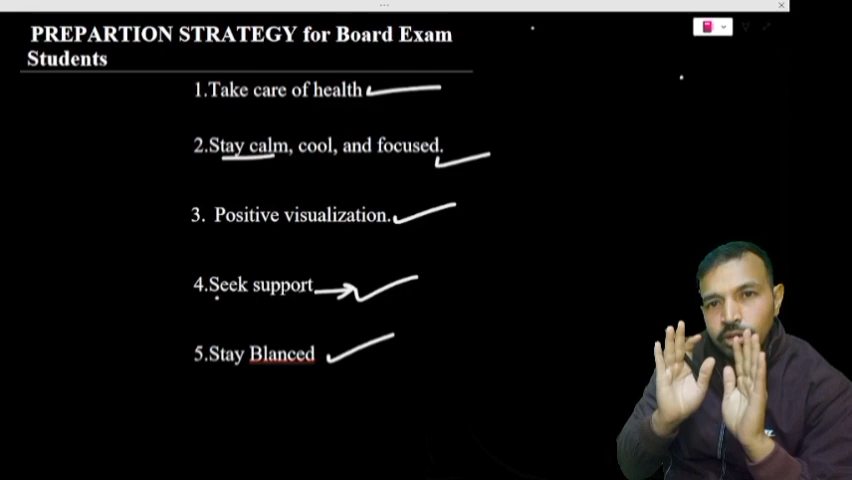 PREPARTION STRATEGY for Board Exam
Students
1.Take care of health
2.Stay calm, cool, and focused.
3. Positive visualization.
4.Seek support
5.Stay Blanced